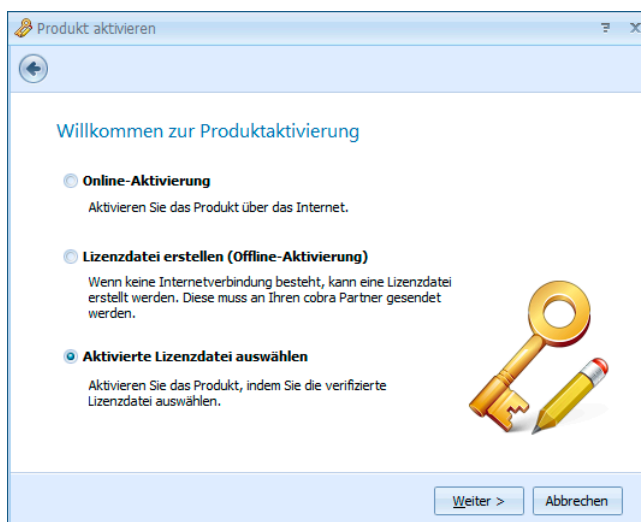 Produkt aktivieren
Willkommen zur Produktaktivierung
Online-Aktivierung
Aktivieren Sie das Produkt über das Internet.
Lizenzdatei erstellen (Offline-Aktivierung)
Wenn keine Internetverbindung besteht, kann eine Lizenzdatei
erstellt werden. Diese muss an Ihren cobra Partner gesendet
werden.
Aktivierte Lizenzdatei auswählen
Aktivieren Sie das Produkt, indem Sie die verifizierte
Lizenzdatei auswählen.
Weiter > Abbrechen